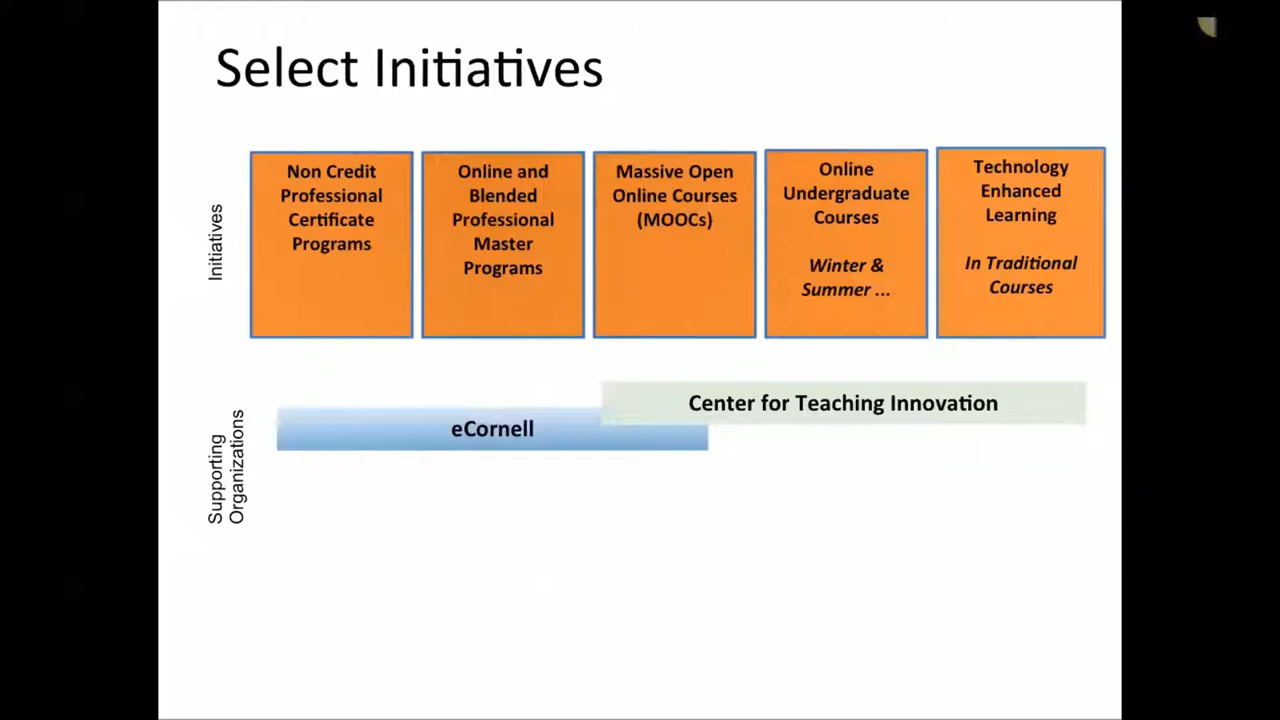 Select Initiatives
Initiatives
Non Credit
Professional
Certificate
Programs
Online and
Blended
Professional
Master
Programs
Massive Open
Online Courses
(MOOCs)
Online
Undergraduate
Courses
Winter &
Summer ...
Technology
Enhanced
Learning
In Traditional
Courses
Supporting
Organizations
Center for Teaching Innovation
eCornell